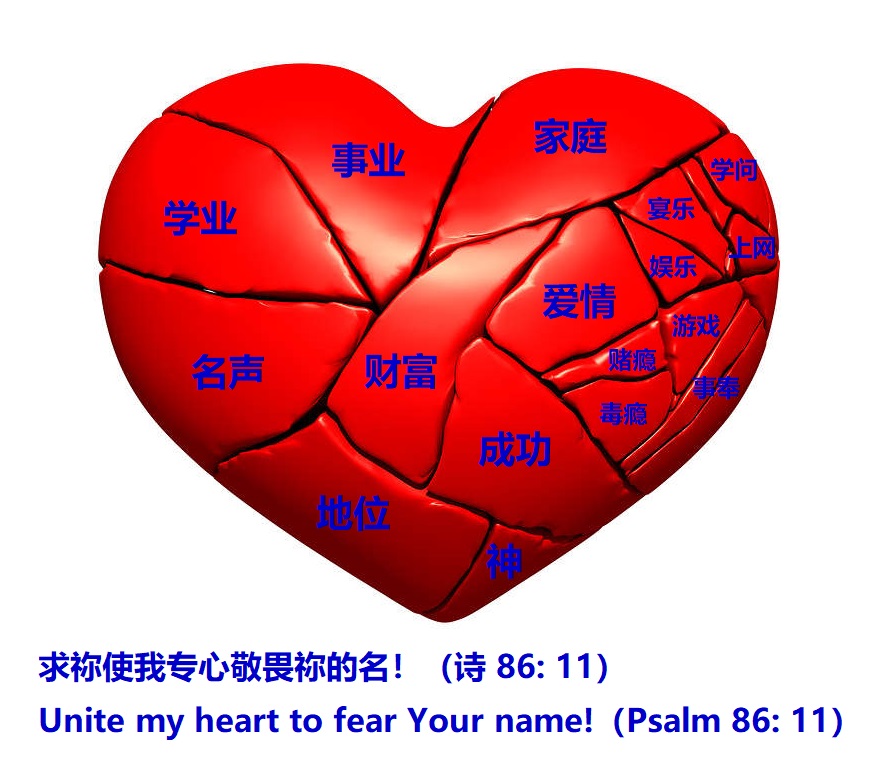 事业
家庭
学问
学业
宴乐
上网
娱乐
爱情
游戏
名声
财富
赌瘾
事奉
毒瘾
成功
地位
神
求祢使我专心敬畏祢的名！（诗 86: 11）
Unite my heart to fear Your name!（Psalm 86: 11）